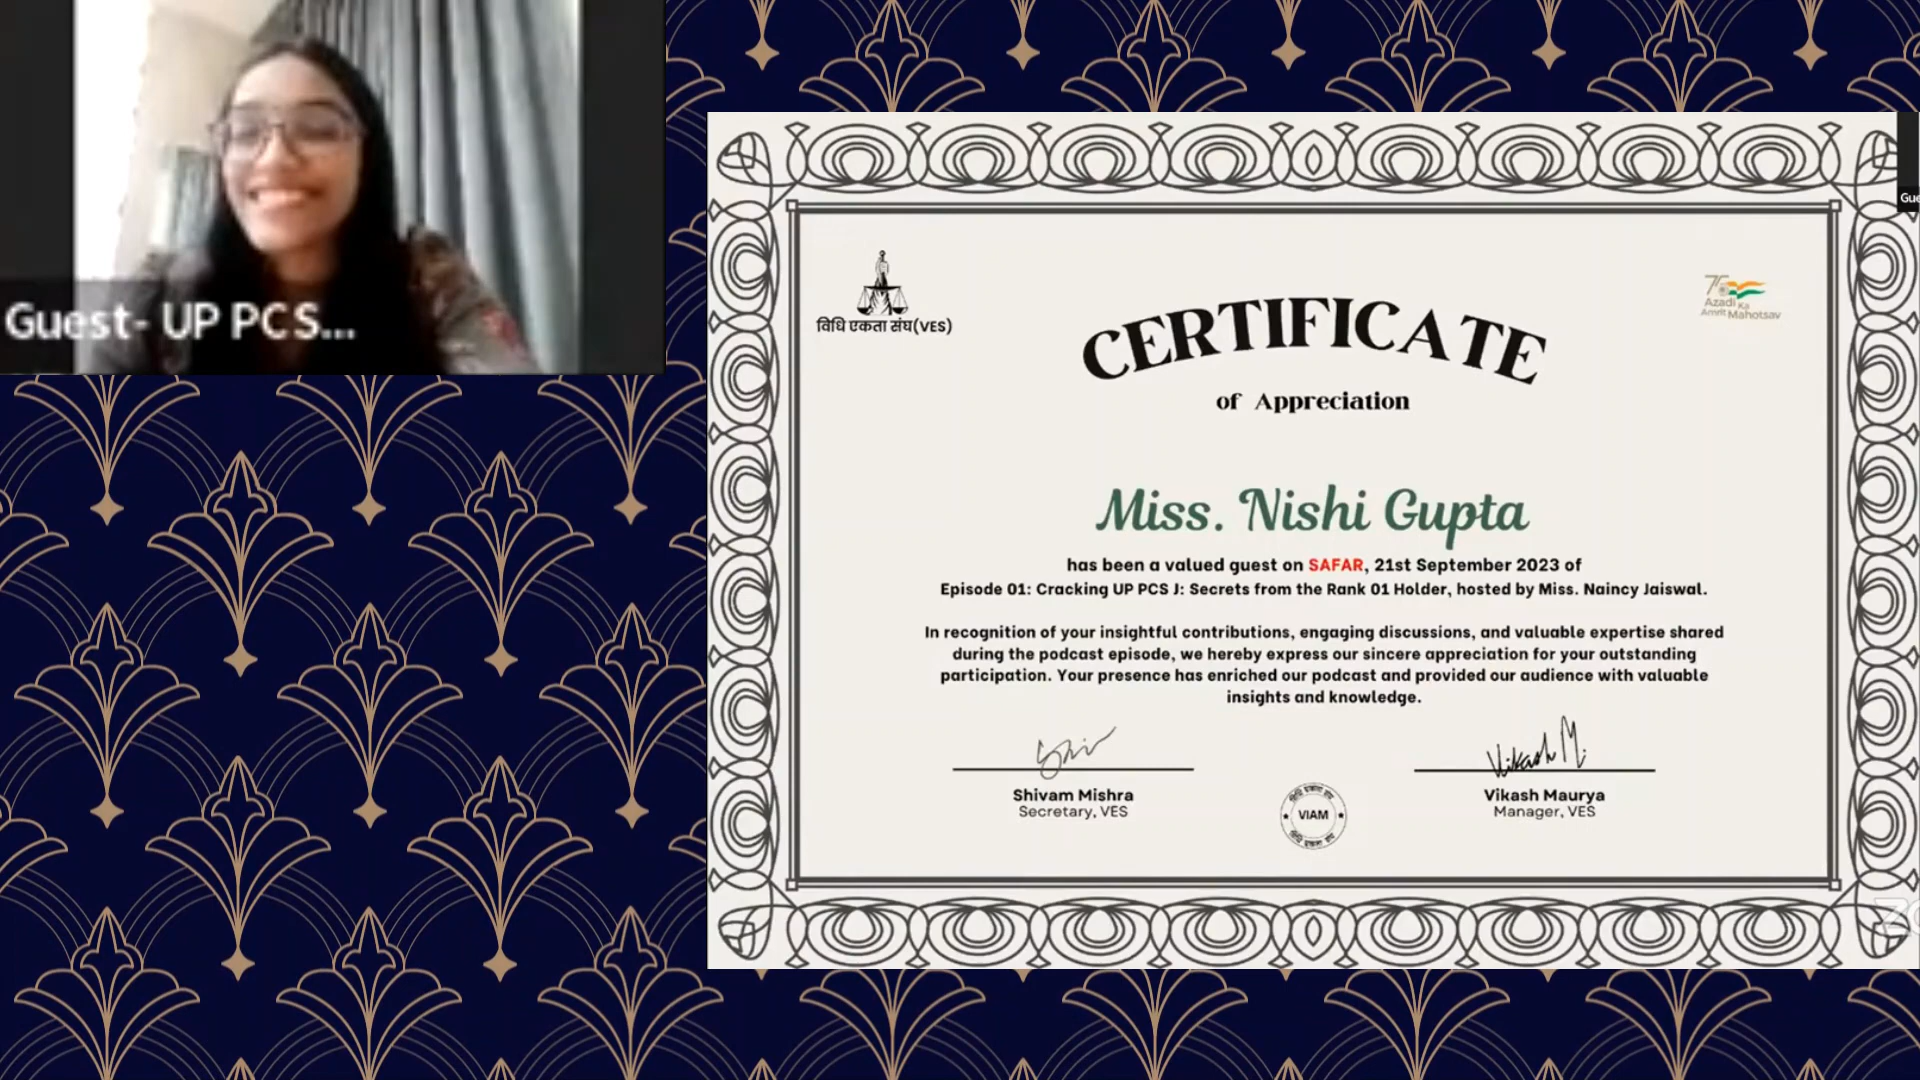 Guest- UP PCS...
Gue
विधि एकता संघ(VES)
75
Azadi Ka
Amrit Mahotsav
CERTIFICATE
of Appreciation
Miss. Nishi Gupta
has been a valued guest on SAFAR, 21st September 2023 of
Episode 01: Cracking UP PCS J: Secrets from the Rank 01 Holder, hosted by Miss. Naincy Jaiswal.
In recognition of your insightful contributions, engaging discussions, and valuable expertise shared
during the podcast episode, we hereby express our sincere appreciation for your outstanding
participation. Your presence has enriched our podcast and provided our audience with valuable
insights and knowledge.
Shiv
Vikash M.
Shivam Mishra
Secretary, VES
Vikash Maurya
Manager, VES
VIAM